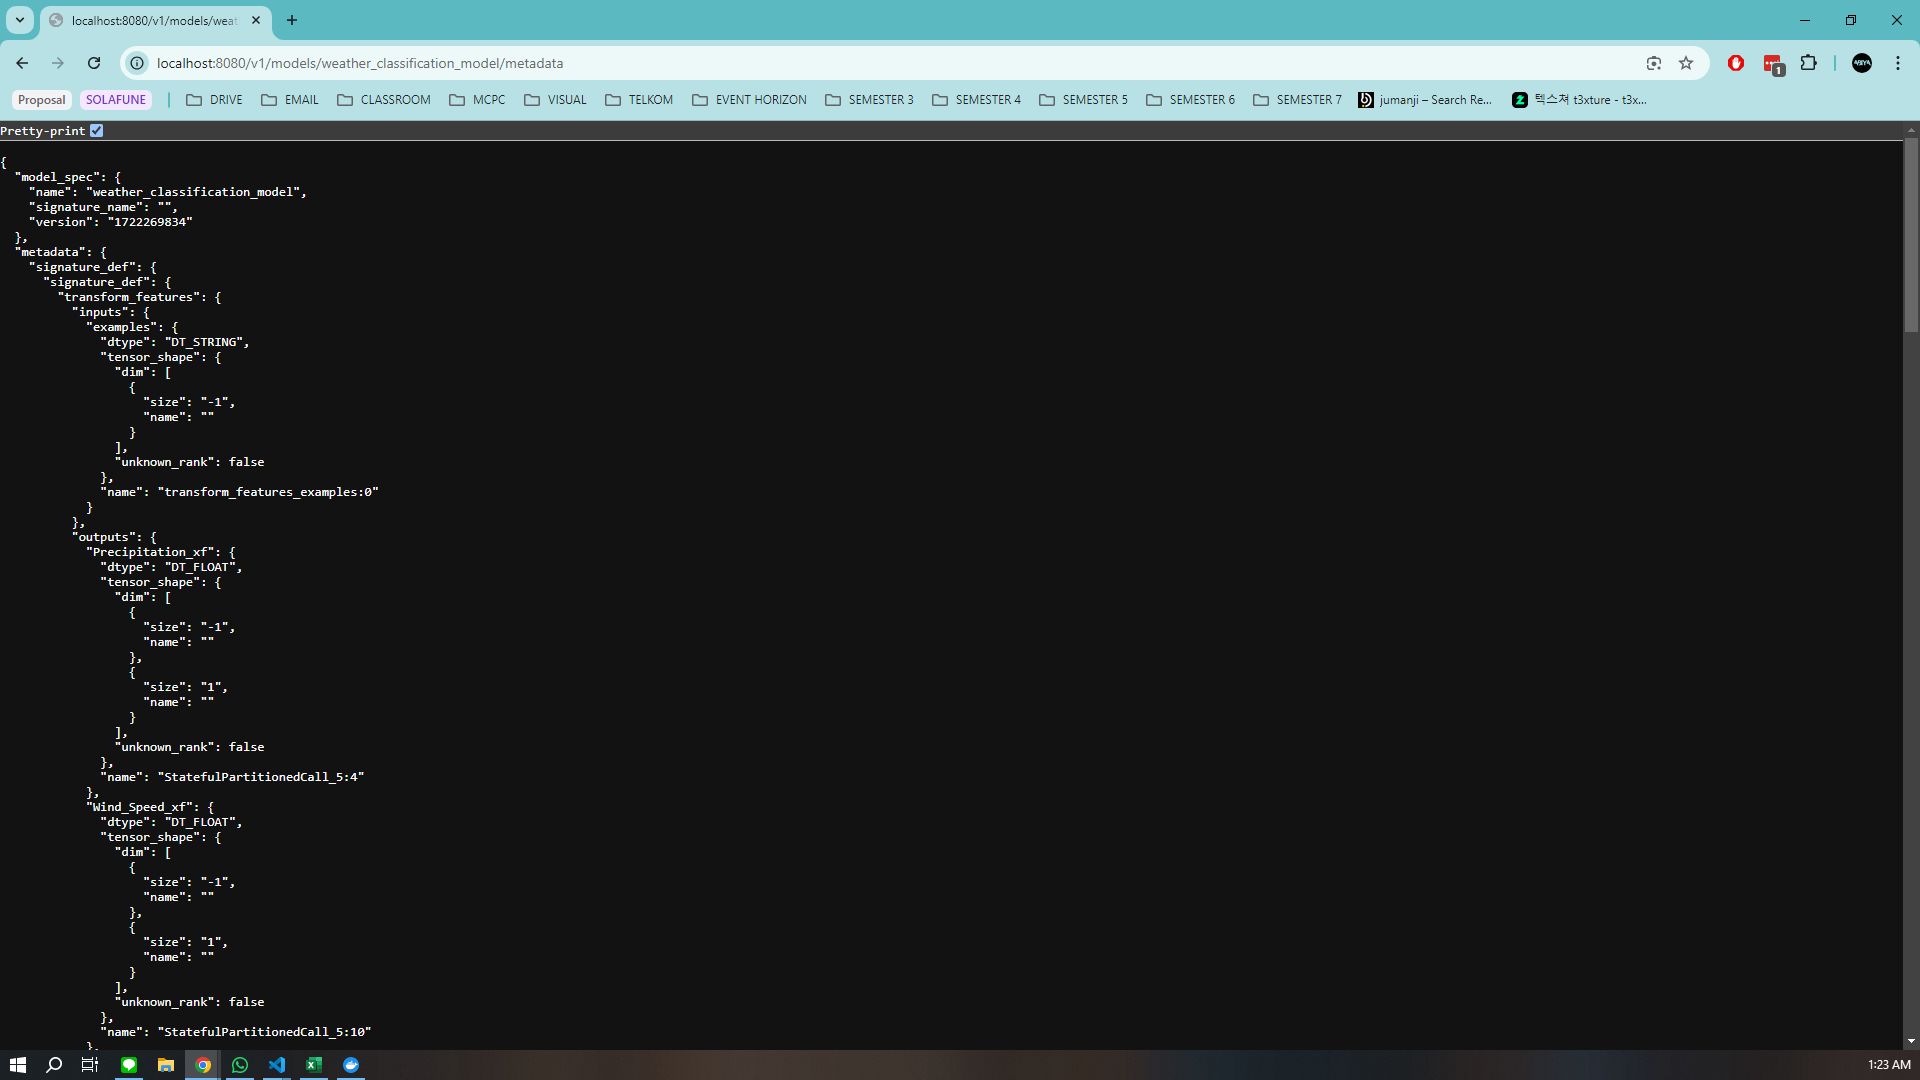 localhost:8080/v1/models/weat
localhost:8080/v1/models/weather_classification_model/metadata
1
ABIYA
Proposal SOLAFUNE DRIVE EMAIL CLASSROOM MCPC VISUAL TELKOM EVENT HORIZON SEMESTER 3 SEMESTER 4 SEMESTER 5 SEMESTER 6 SEMESTER 7 jumanji – Search Re... 텍스쳐 t3xture - t3x...
Pretty-print
{
"model_spec": {
"name": "weather_classification_model",
"signature_name": "",
"version": "1722269834"
},
"metadata": {
"signature_def": {
"signature_def": {
"transform_features": {
"inputs": {
"examples": {
"dtype": "DT_STRING",
"tensor_shape": {
"dim": [
{
"size": "-1",
"name": ""
}
],
"unknown_rank": false
},
"name": "transform_features_examples:0"
}
},
"outputs": {
"Precipitation_xf": {
"dtype": "DT_FLOAT",
"tensor_shape": {
"dim": [
{
"size": "-1",
"name": ""
},
{
"size": "1",
"name": ""
}
],
"unknown_rank": false
},
"name": "StatefulPartitionedCall_5:4"
},
"Wind_Speed_xf": {
"dtype": "DT_FLOAT",
"tensor_shape": {
"dim": [
{
"size": "-1",
"name": ""
},
{
"size": "1",
"name": ""
}
],
"unknown_rank": false
},
"name": "StatefulPartitionedCall_5:10"
},
1:23 AM